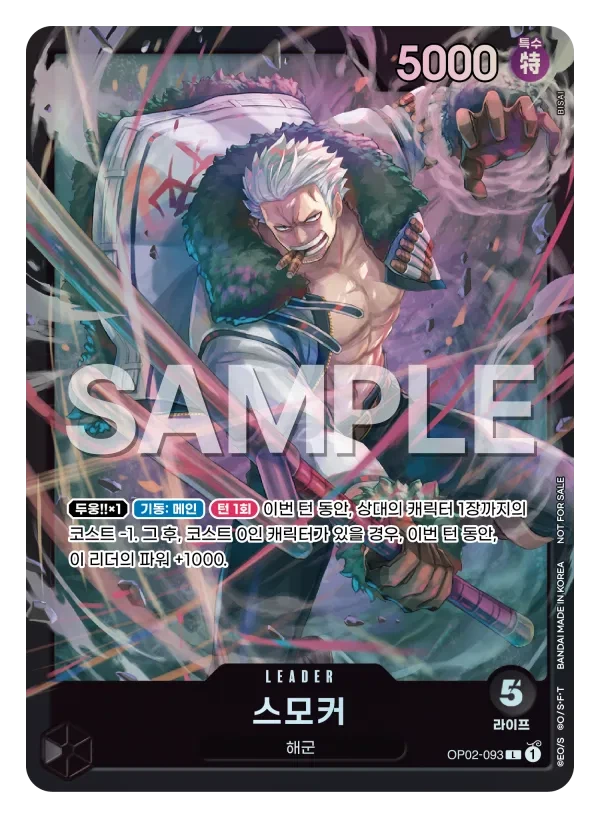 5000
특수
特
BISAI
SAMPLE
두웅!!×1 기동: 메인 턴 1회 이번 턴 동안, 상대의 캐릭터 1장까지의
코스트 -1. 그 후, 코스트 0인 캐릭터가 있을 경우, 이번 턴 동안,
이 리더의 파워 +1000.
LEADER
스모커
해군
5
라이프
OP02-093 L 1
©EO/S ©O/S·F·T BANDAI MADE IN KOREA NOT FOR SALE